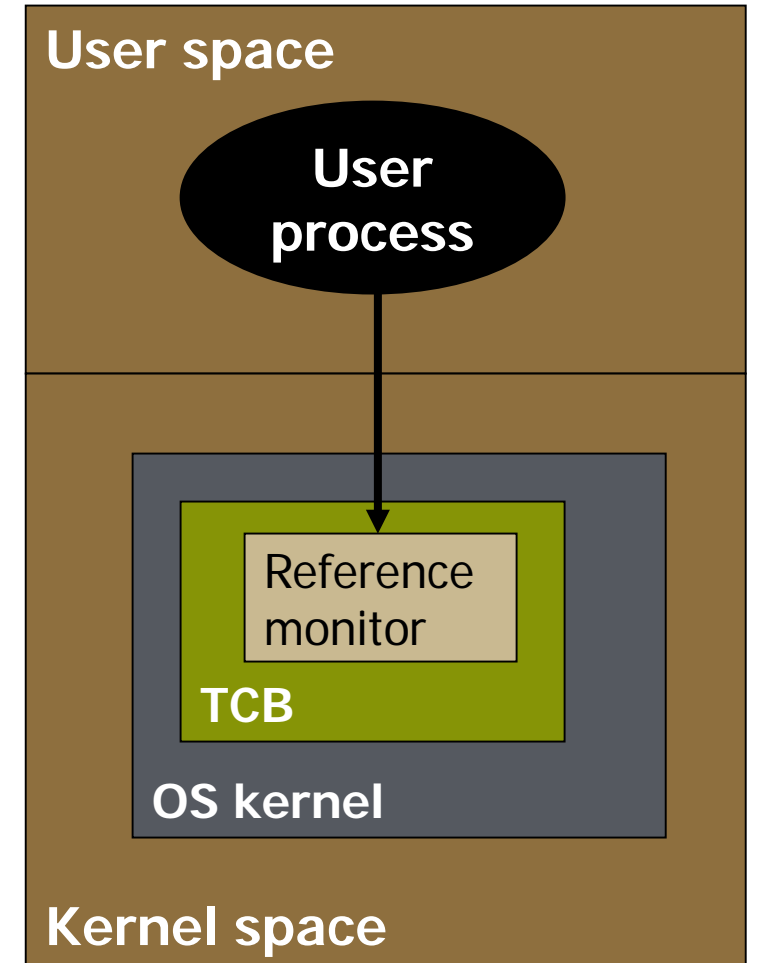 User space
User
process
Reference
monitor
TCB
OS kernel
Kernel space